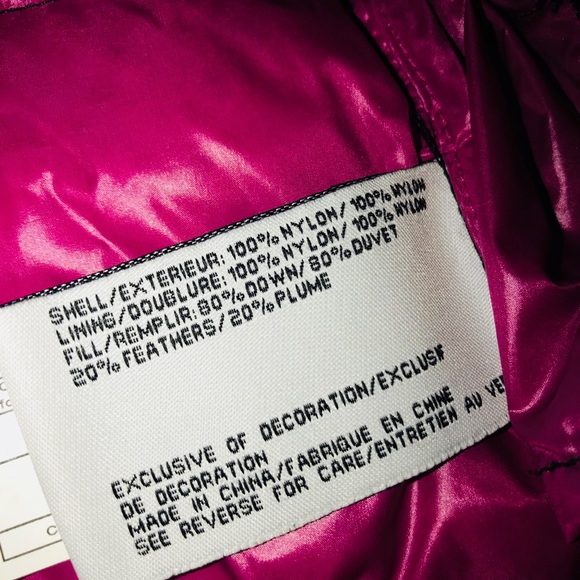 SHELL/EXTERIEUR: 100% NYLON/ 100% NYLON
LINING/DOUBLURE: 100% NYLON/ 100% NYLON
FILL/REMPLIR: 80% DOWN/ 80% DUVET
20% FEATHERS/ 20% PLUME
EXCLUSIVE OF DECORATION/EXCLUSIF
DE DECORATION
MADE IN CHINA/FABRIQUE EN CHINE
SEE REVERSE FOR CARE/ENTRETIEN AU